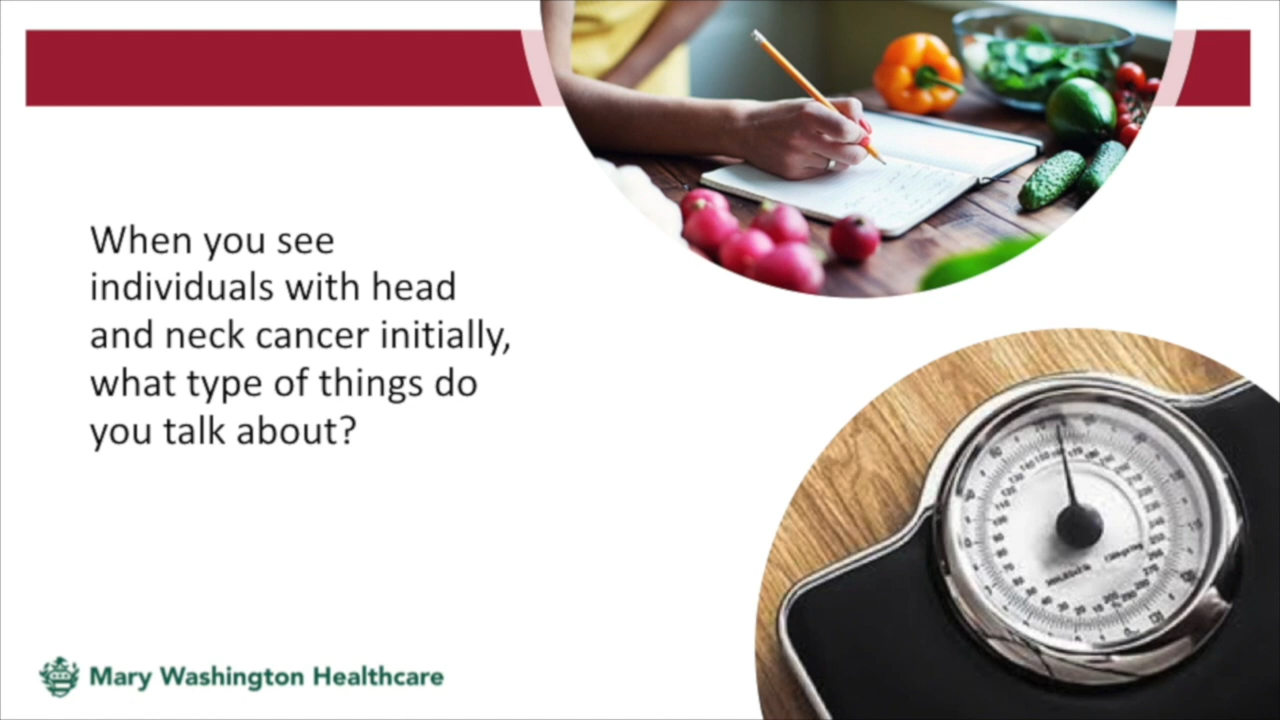 When you see
individuals with head
and neck cancer initially,
what type of things do
you talk about?
Mary Washington Healthcare